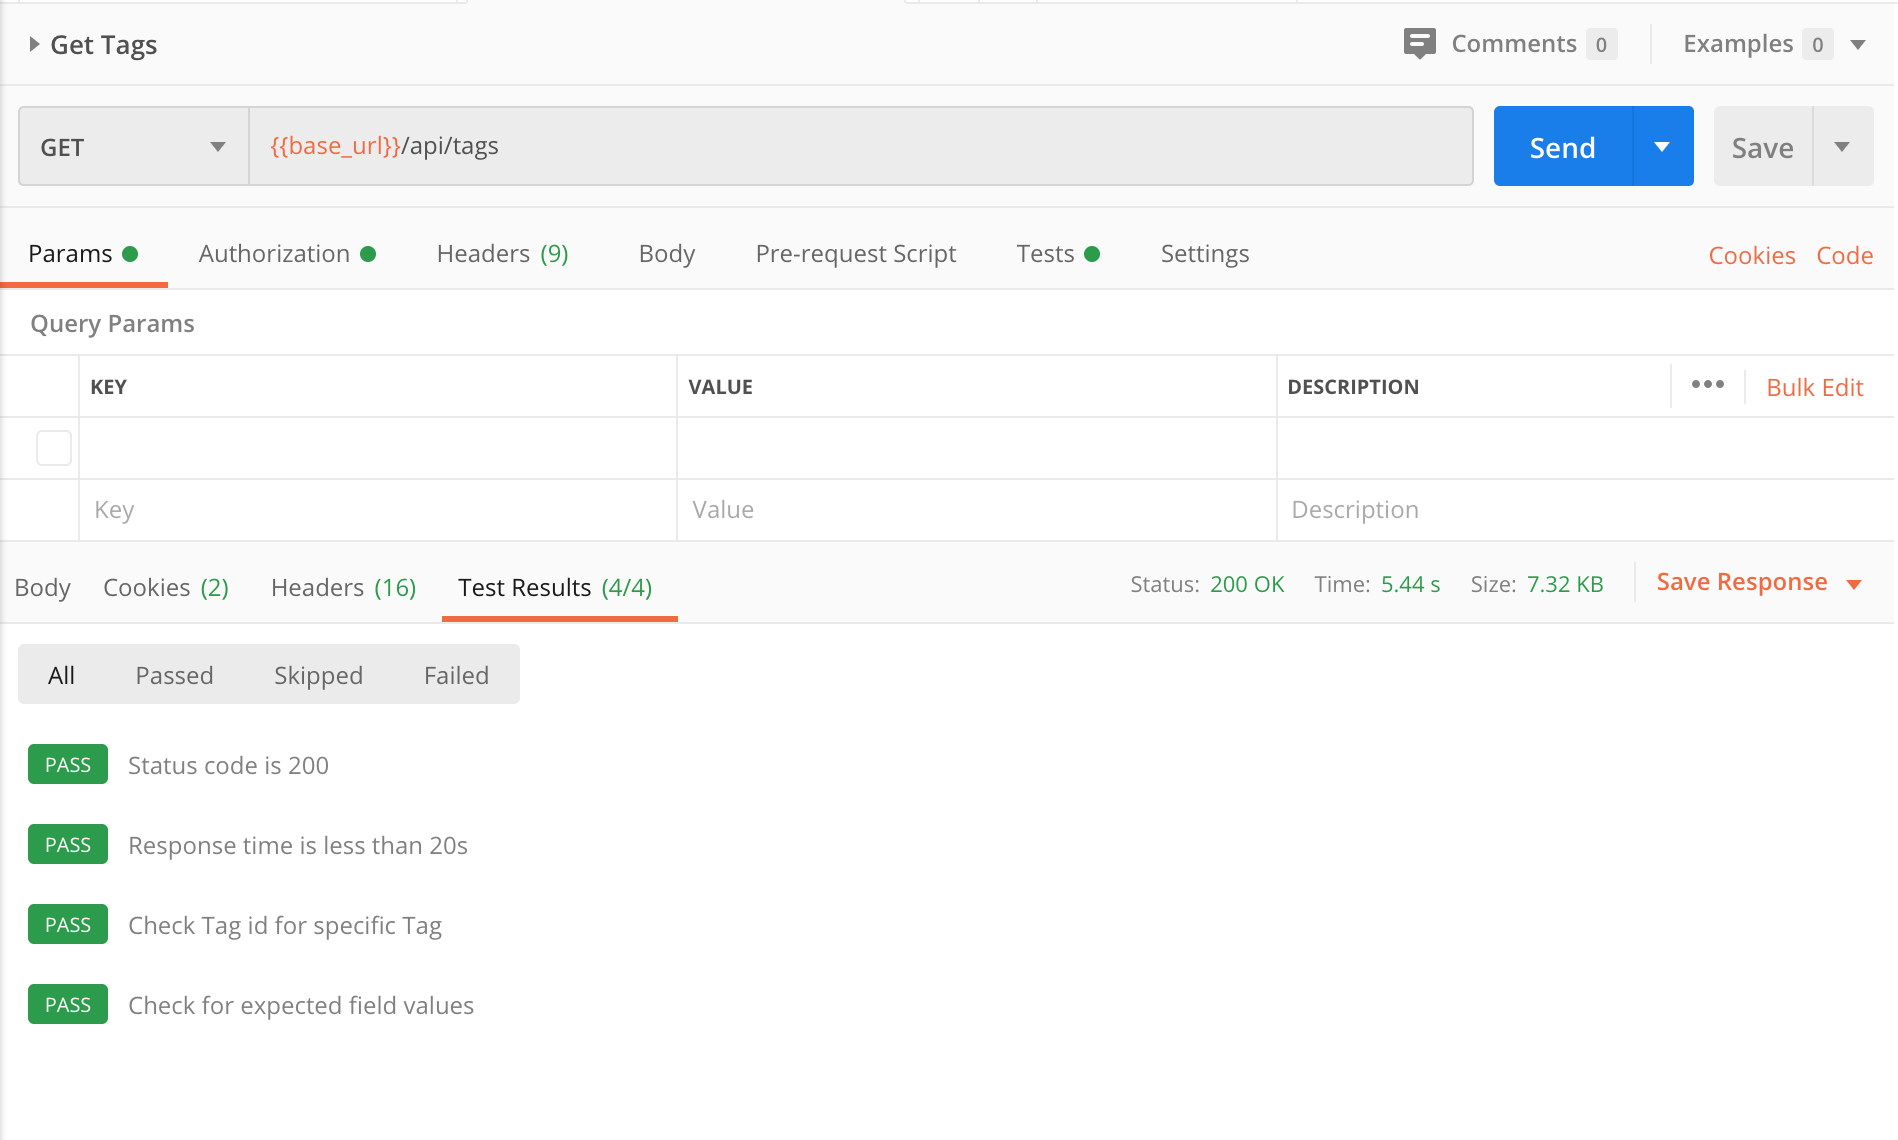 Get Tags
Comments 0
Examples 0
GET
{{base_url}}/api/tags
Send
Save
Params
Authorization
Headers (9)
Body
Pre-request Script
Tests
Settings
Cookies
Code
Query Params
KEY
VALUE
DESCRIPTION
Bulk Edit
Key
Value
Description
Body
Cookies (2)
Headers (16)
Test Results (4/4)
Status: 200 OK
Time: 5.44 s
Size: 7.32 KB
Save Response
All
Passed
Skipped
Failed
PASS Status code is 200
PASS Response time is less than 20s
PASS Check Tag id for specific Tag
PASS Check for expected field values